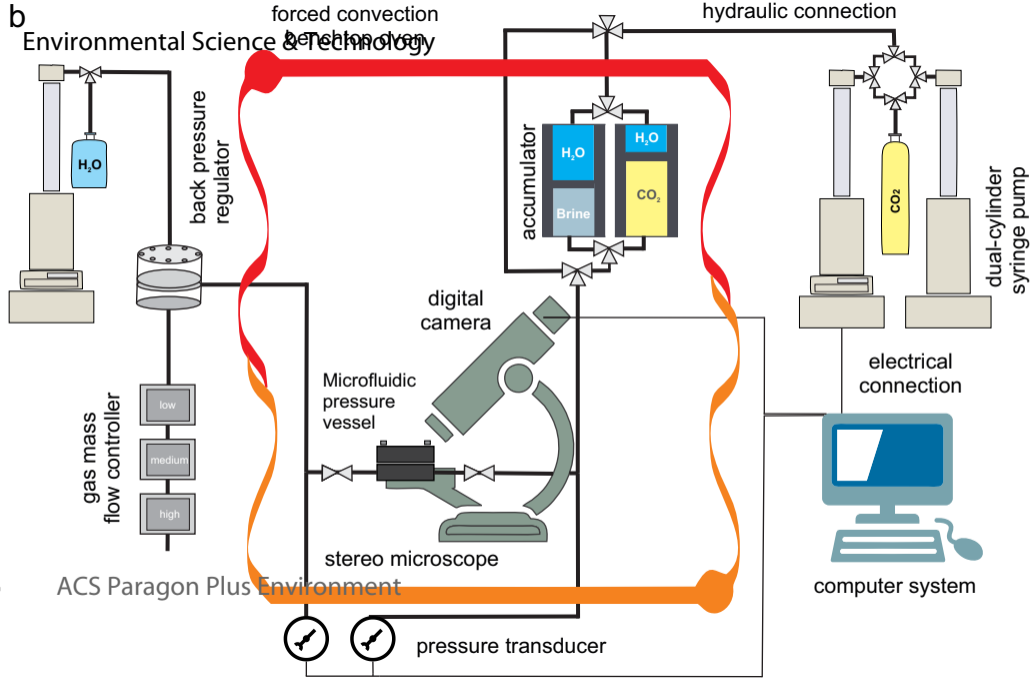 b
forced convection
benchtop oven
Environmental Science & Technology
hydraulic connection
H₂O
back pressure
regulator
accumulator
H₂O
H₂O
Brine
CO₂
CO₂
dual-cylinder
syringe pump
digital
camera
electrical
connection
Microfluidic
pressure
vessel
gas mass
flow controller
low
medium
high
stereo microscope
computer system
ACS Paragon Plus Environment
pressure transducer